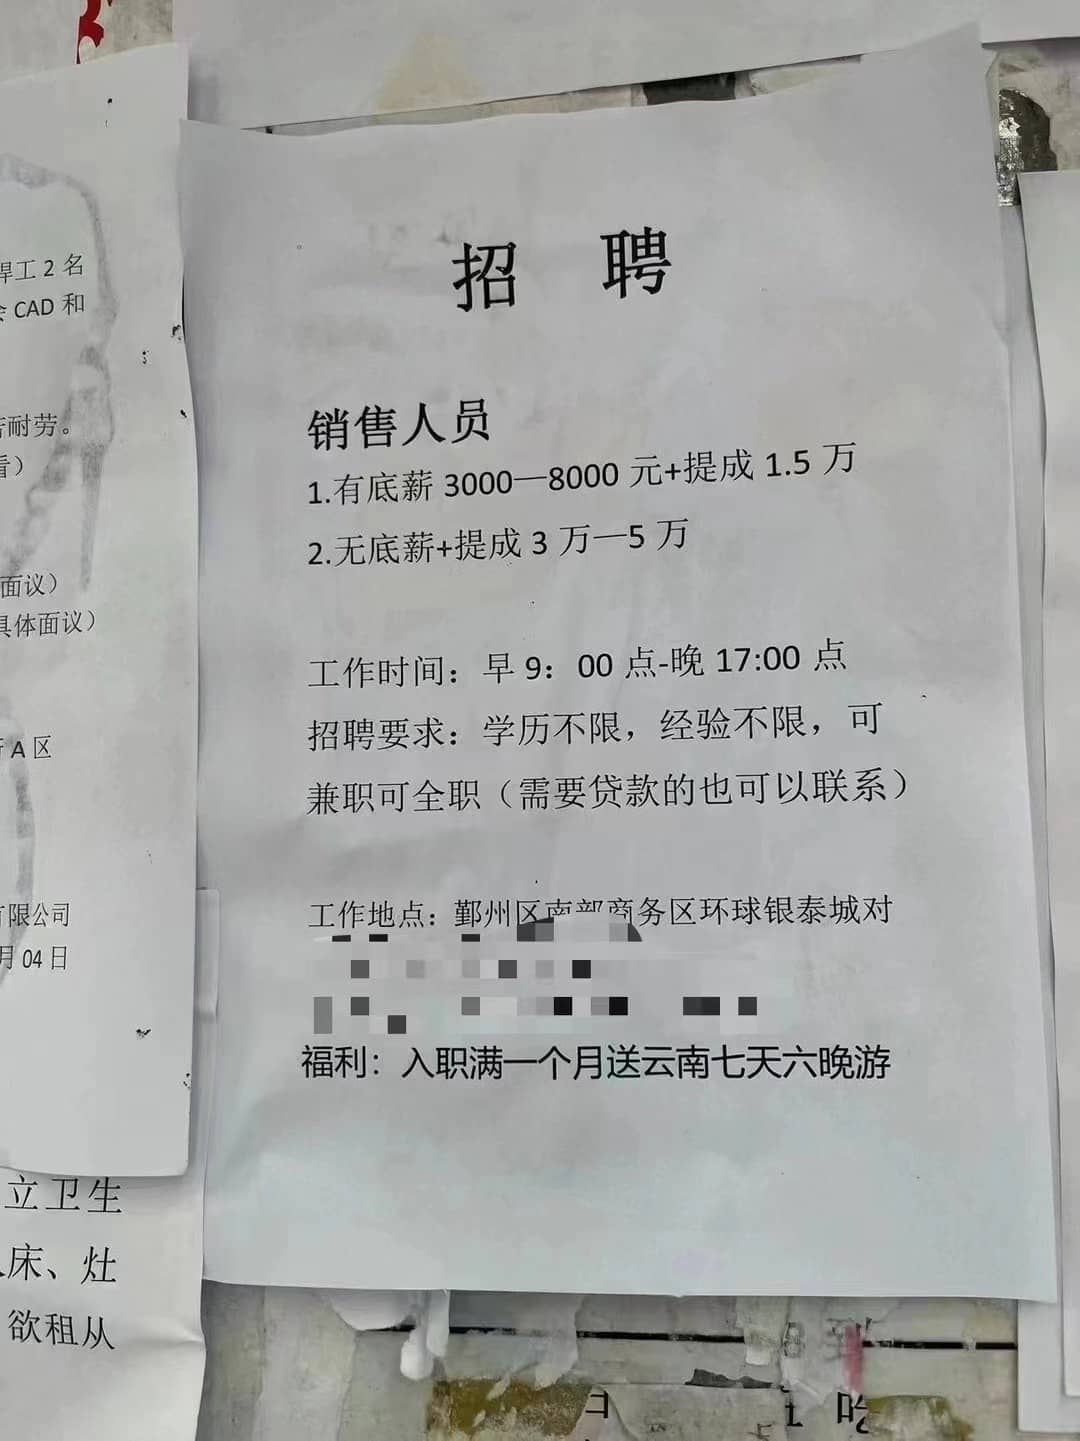 招 聘
销售人员
1.有底薪 3000—8000 元+提成 1.5 万
2.无底薪+提成 3 万—5 万
工作时间：早 9：00 点-晚 17:00 点
招聘要求：学历不限，经验不限，可
兼职可全职（需要贷款的也可以联系）
工作地点：鄞州区南部商务区环球银泰城对
福利：入职满一个月送云南七天六晚游
焊工 2 名
会 CAD 和
苦耐劳。
面议）
具体面议）
A 区
有限公司
月 04 日
立卫生
床、灶
欲租从
吃